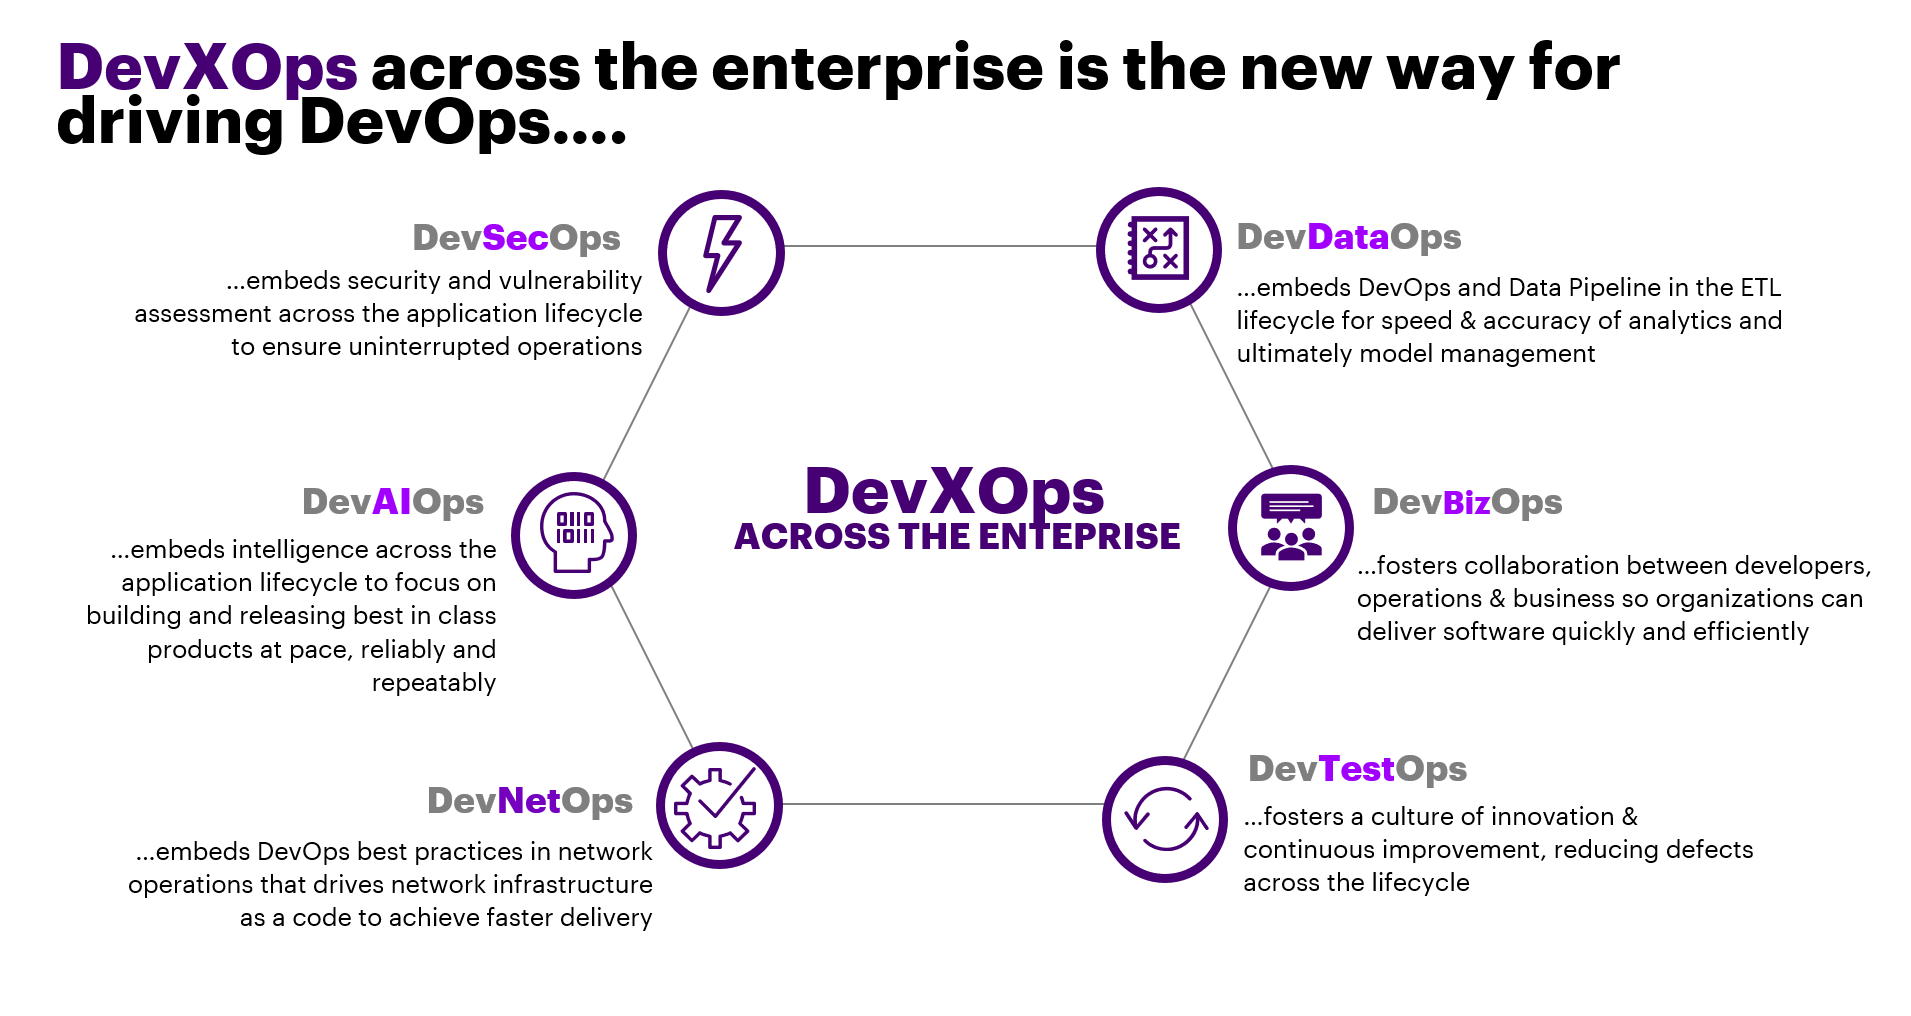 DevXOps across the enterprise is the new way for
driving DevOps....
DevSecOps
...embeds security and vulnerability
assessment across the application lifecycle
to ensure uninterrupted operations
DevDataOps
...embeds DevOps and Data Pipeline in the ETL
lifecycle for speed & accuracy of analytics and
ultimately model management
DevAIOps
...embeds intelligence across the
application lifecycle to focus on
building and releasing best in class
products at pace, reliably and
repeatably
0110
10111
DevXOps
ACROSS THE ENTEPRISE
DevBizOps
...fosters collaboration between developers,
operations & business so organizations can
deliver software quickly and efficiently
DevNetOps
...embeds DevOps best practices in network
operations that drives network infrastructure
as a code to achieve faster delivery
DevTestOps
...fosters a culture of innovation &
continuous improvement, reducing defects
across the lifecycle